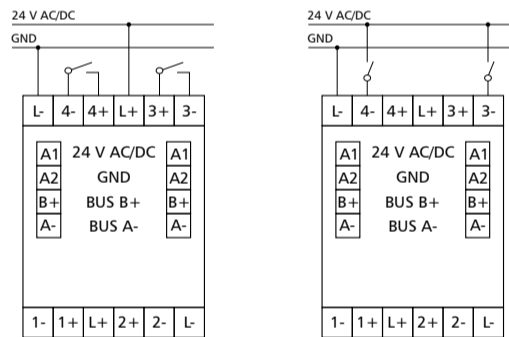 24 V AC/DC
GND
L- 4- 4+ L+ 3+ 3-
A1 24 V AC/DC A1
A2 GND A2
B+ BUS B+ B+
A- BUS A- A-
1- 1+ L+ 2+ 2- L-
24 V AC/DC
GND
L- 4- 4+ L+ 3+ 3-
A1 24 V AC/DC A1
A2 GND A2
B+ BUS B+ B+
A- BUS A- A-
1- 1+ L+ 2+ 2- L-